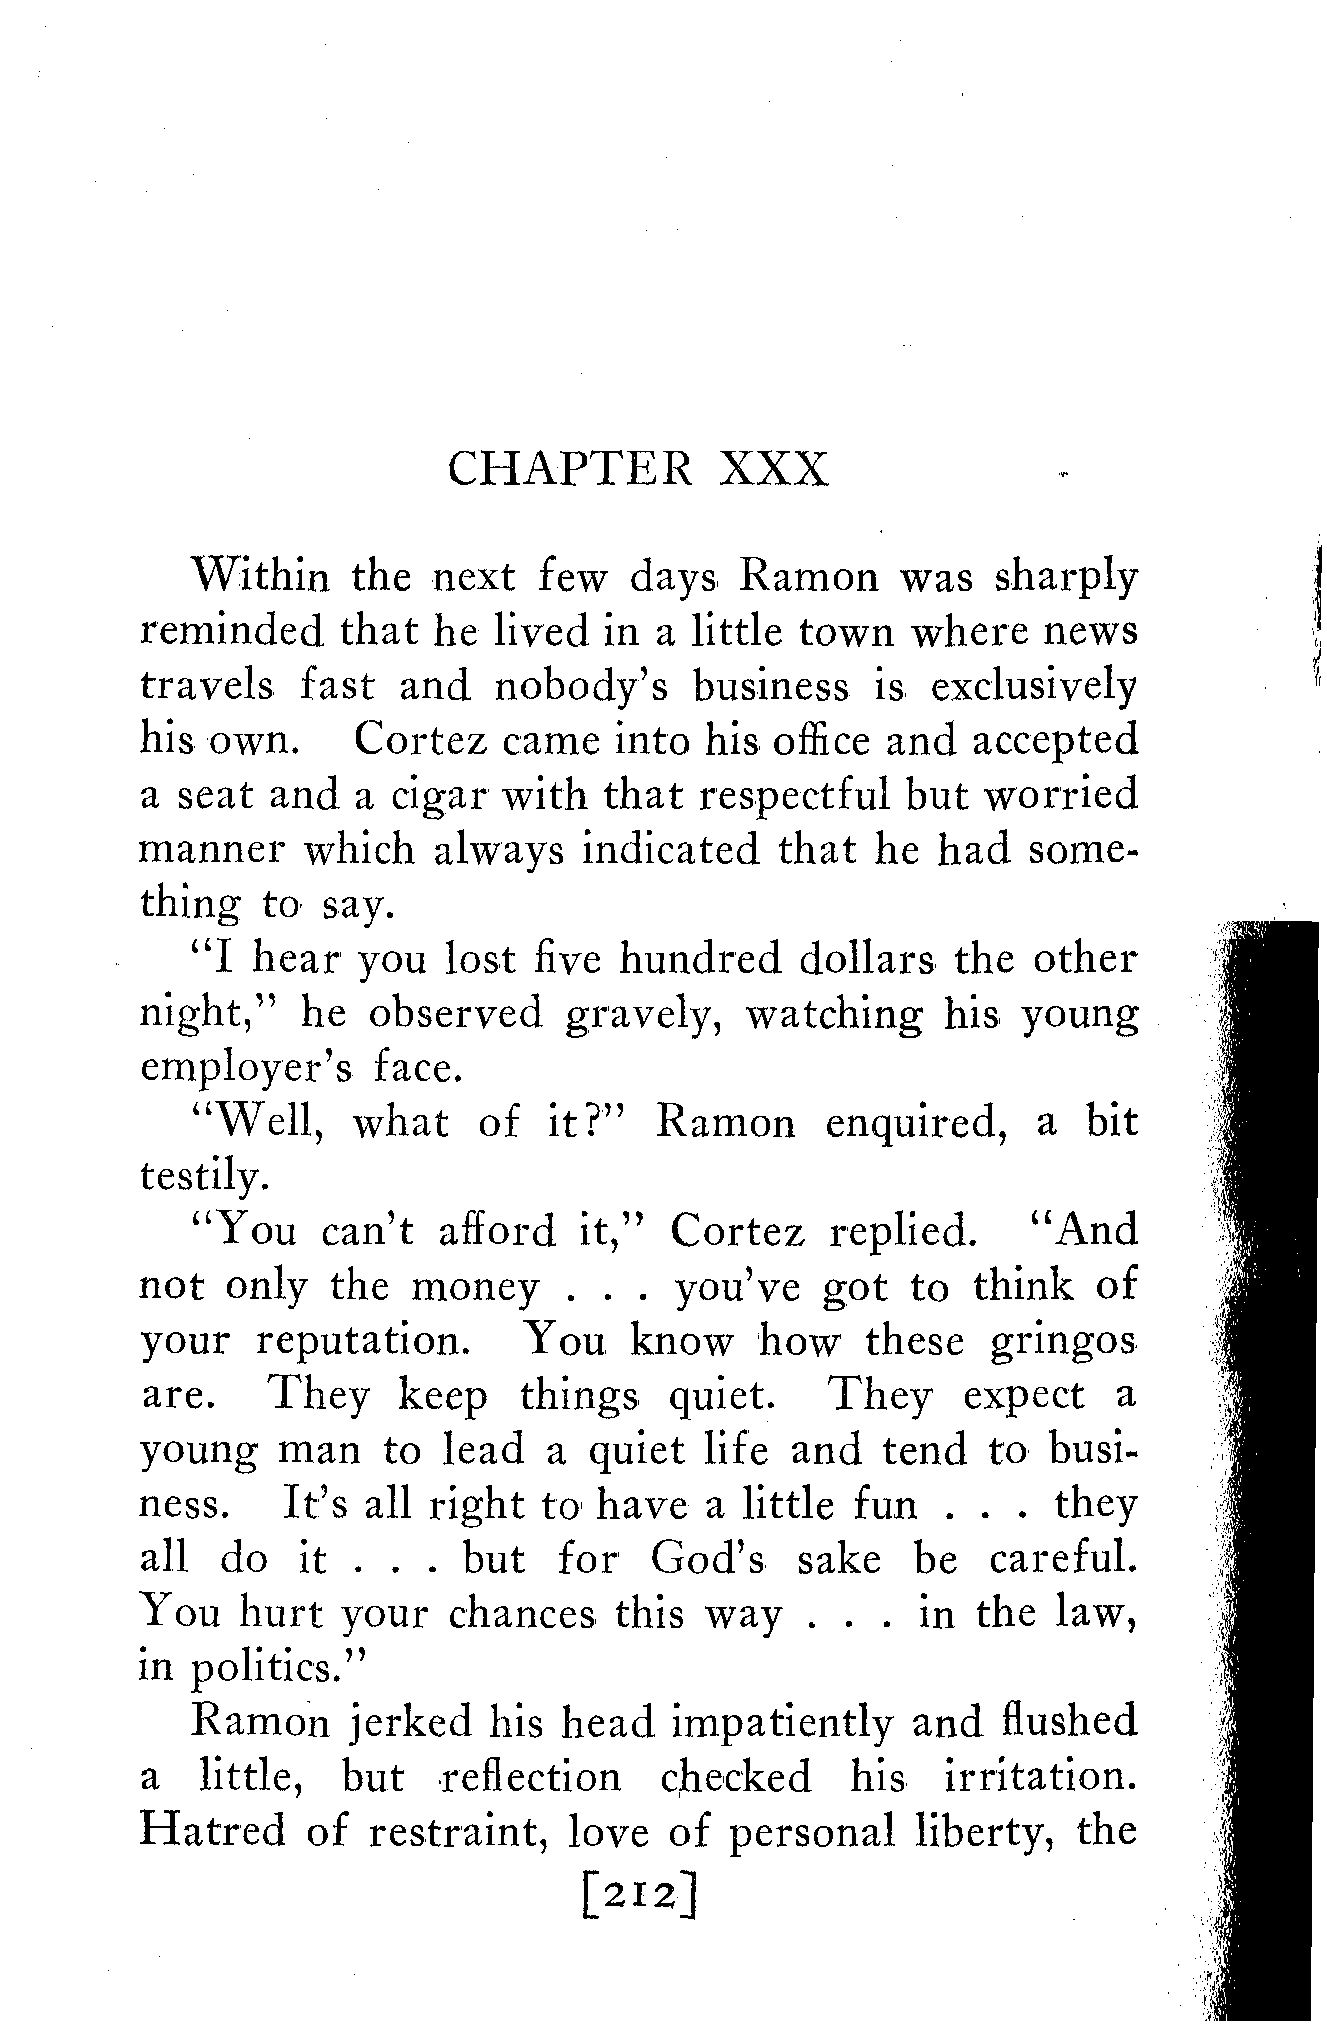 CHAPTER XXX
Within the next few days Ramon was sharply
reminded that he lived in a little town where news
travels fast and nobody's business is exclusively
his own. Cortez came into his office and accepted
a seat and a cigar with that respectful but worried
manner which always indicated that he had some-
thing to say.
"I hear you lost five hundred dollars the other
night," he observed gravely, watching his young
employer's face.
"Well, what of it?" Ramon enquired, a bit
testily.
"You can't afford it," Cortez replied. "And
not only the money . . . you've got to think of
your reputation. You know how these gringos
are. They keep things quiet. They expect a
young man to lead a quiet life and tend to busi-
ness. It's all right to have a little fun . . . they
all do it . . . but for God's sake be careful.
You hurt your chances this way . . . in the law,
in politics."
Ramon jerked his head impatiently and flushed
a little, but reflection checked his irritation.
Hatred of restraint, love of personal liberty, the
[212]